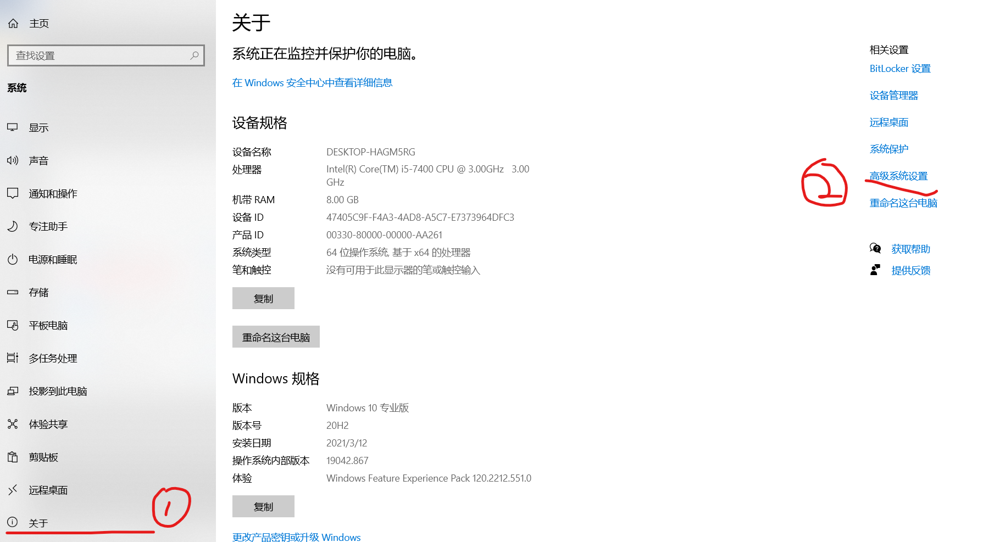 主页
查找设置
系统
显示
声音
通知和操作
专注助手
电源和睡眠
存储
平板电脑
多任务处理
投影到此电脑
体验共享
剪贴板
远程桌面
关于
1
关于
系统正在监控并保护你的电脑。
在 Windows 安全中心中查看详细信息
设备规格
设备名称 DESKTOP-HAGM5RG
处理器 Intel(R) Core(TM) i5-7400 CPU @ 3.00GHz 3.00
GHz
机带 RAM 8.00 GB
设备 ID 47405C9F-F4A3-4AD8-A5C7-E7373964DFC3
产品 ID 00330-80000-00000-AA261
系统类型 64 位操作系统, 基于 x64 的处理器
笔和触控 没有可用于此显示器的笔或触控输入
复制
重命名这台电脑
Windows 规格
版本 Windows 10 专业版
版本号 20H2
安装日期 2021/3/12
操作系统内部版本 19042.867
体验 Windows Feature Experience Pack 120.2212.551.0
复制
更改产品密钥或升级 Windows
相关设置
BitLocker 设置
设备管理器
远程桌面
系统保护
2
高级系统设置
重命名这台电脑
获取帮助
提供反馈